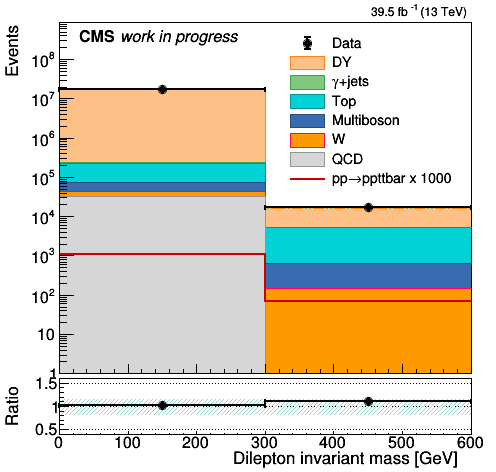 39.5 fb⁻¹ (13 TeV)
CMS work in progress
Events
10⁸
10⁷
10⁶
10⁵
10⁴
10³
10²
10
1
Data
DY
γ+jets
Top
Multiboson
W
QCD
pp→ppttbar x 1000
Ratio
1.5
1
0.5
0 100 200 300 400 500 600
Dilepton invariant mass [GeV]